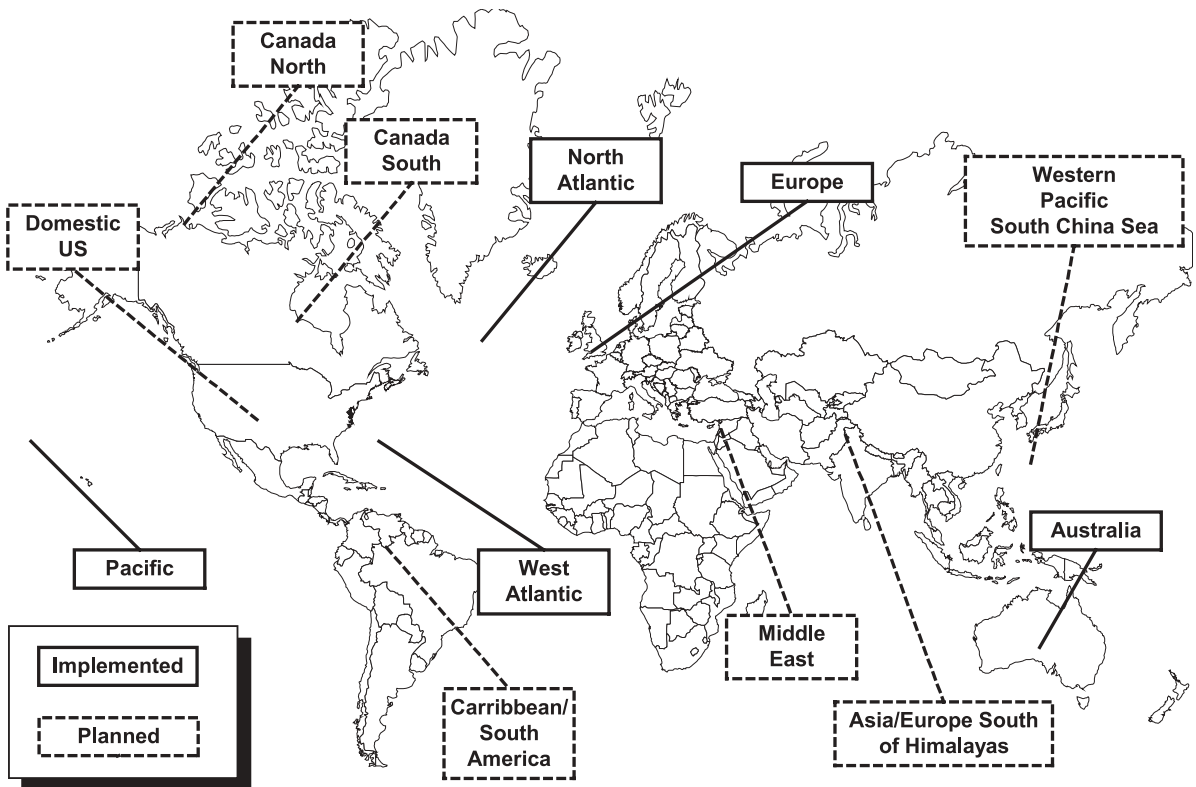 Canada
North
Canada
South
North
Atlantic
Europe
Western
Pacific
South China Sea
Domestic
US
Australia
Pacific
West
Atlantic
Middle
East
Implemented
Planned
Carribbean/
South
America
Asia/Europe South
of Himalayas